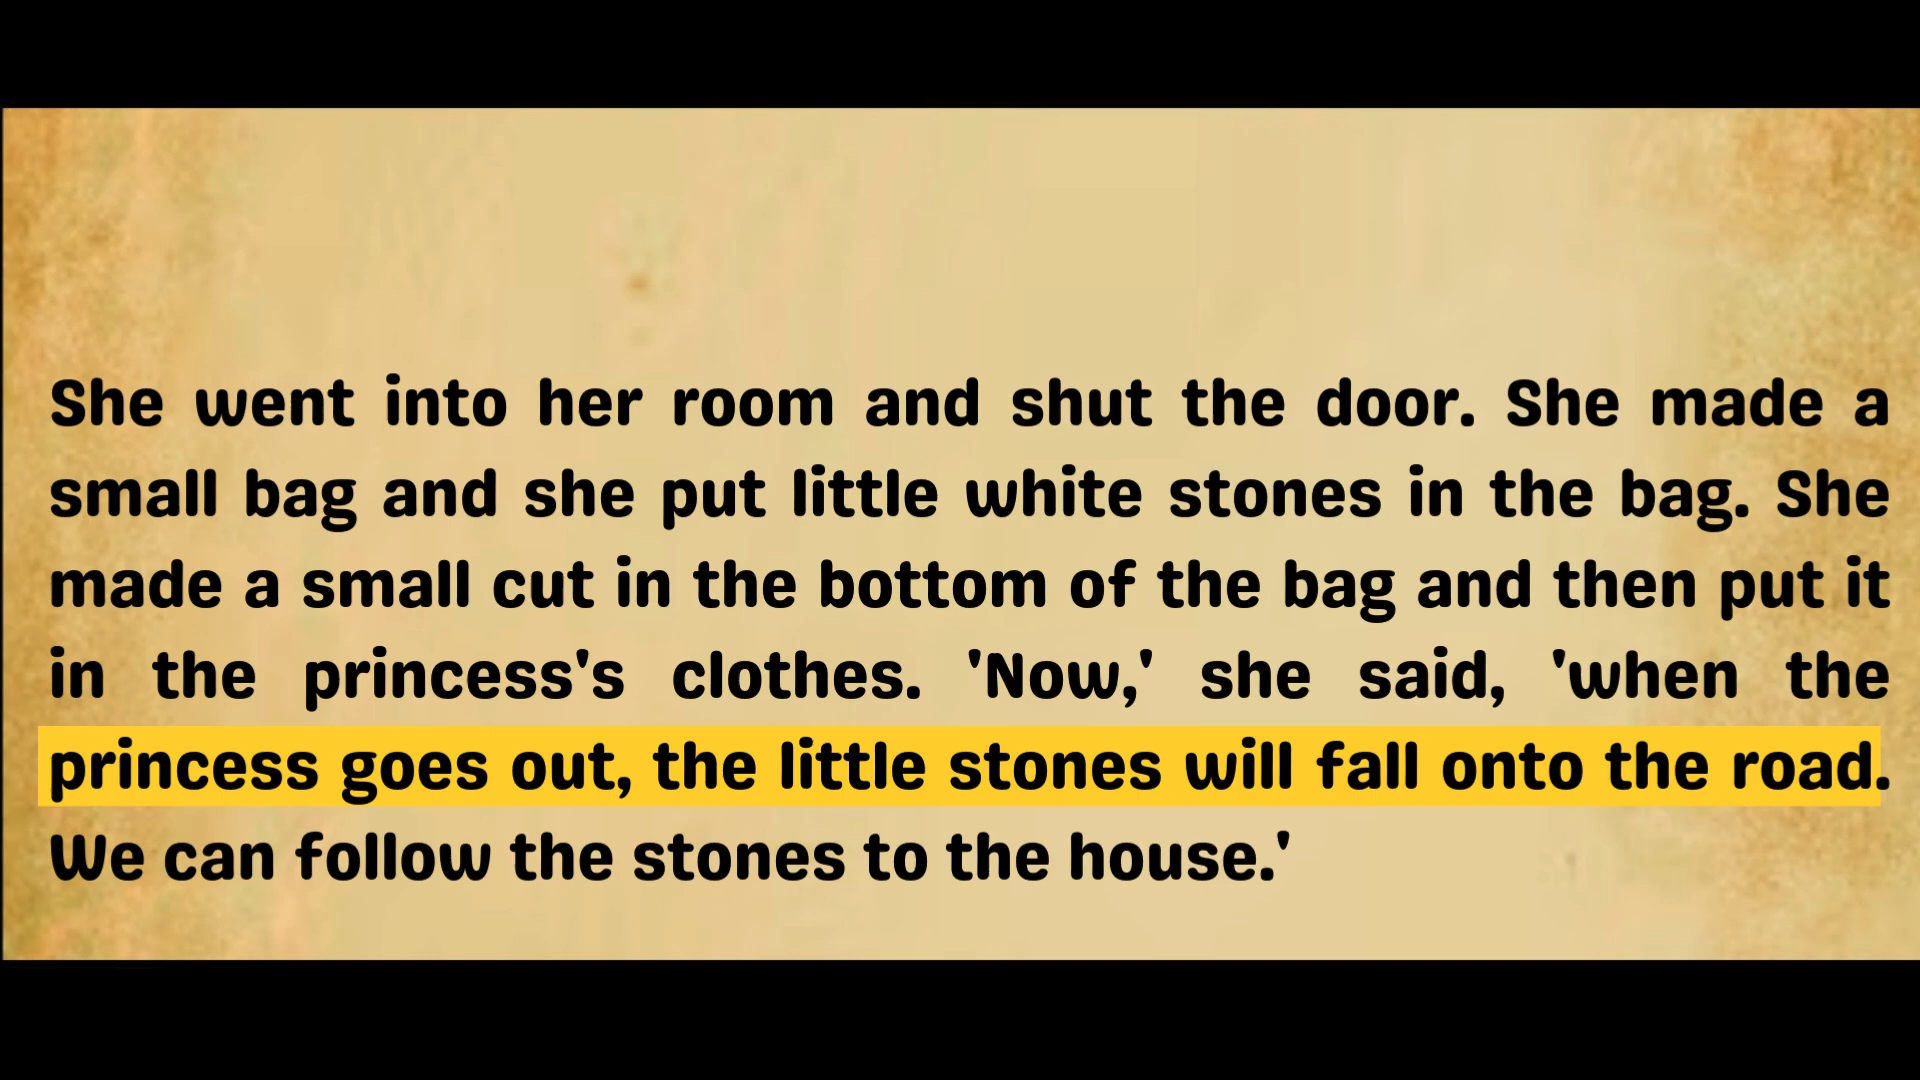 She went into her room and shut the door. She made a
small bag and she put little white stones in the bag. She
made a small cut in the bottom of the bag and then put it
in the princess's clothes. 'Now,' she said, 'when the
princess goes out, the little stones will fall onto the road.
We can follow the stones to the house.'